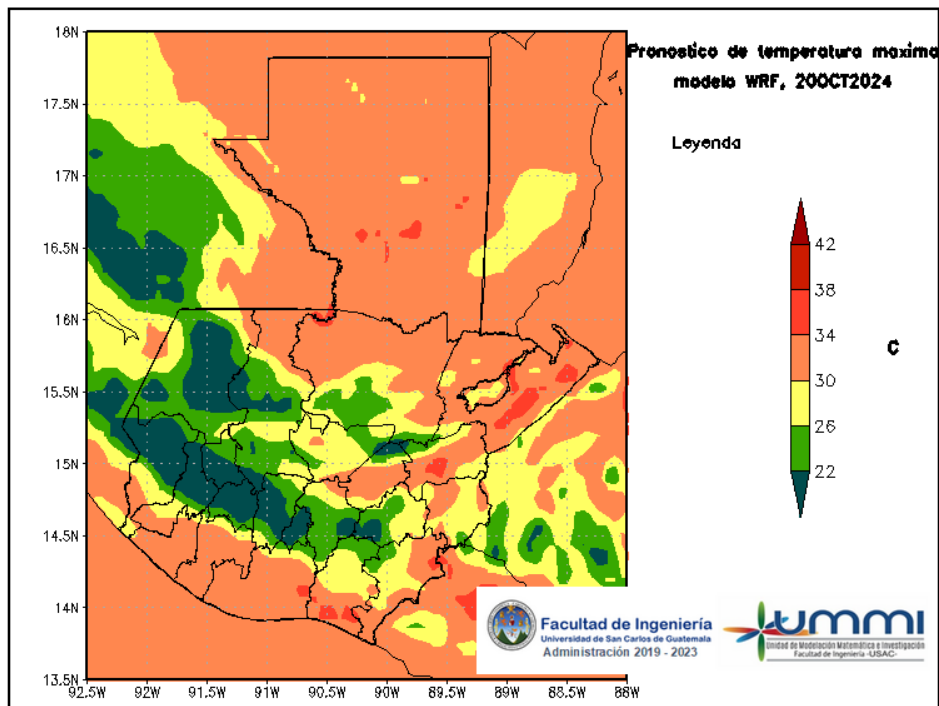 Pronostico de temperatura maxima
modelo WRF, 20OCT2024
Leyenda
42
38
34
30
26
22
C
18N
17.5N
17N
16.5N
16N
15.5N
15N
14.5N
14N
13.5N
92.5W 92W 91.5W 91W 90.5W 90W 89.5W 89W 88.5W 88W
Facultad de Ingeniería
Universidad de San Carlos de Guatemala
Administración 2019 - 2023
ummi
Unidad de Modelación Matemática e Investigación
Facultad de Ingeniería -USAC-